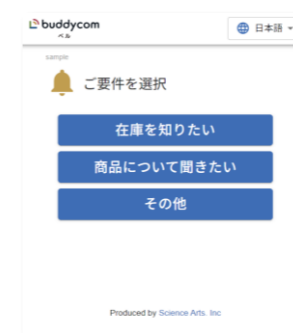 buddycom
ベル
日本語
sample
ご要件を選択
在庫を知りたい
商品について聞きたい
その他
Produced by Science Arts. Inc